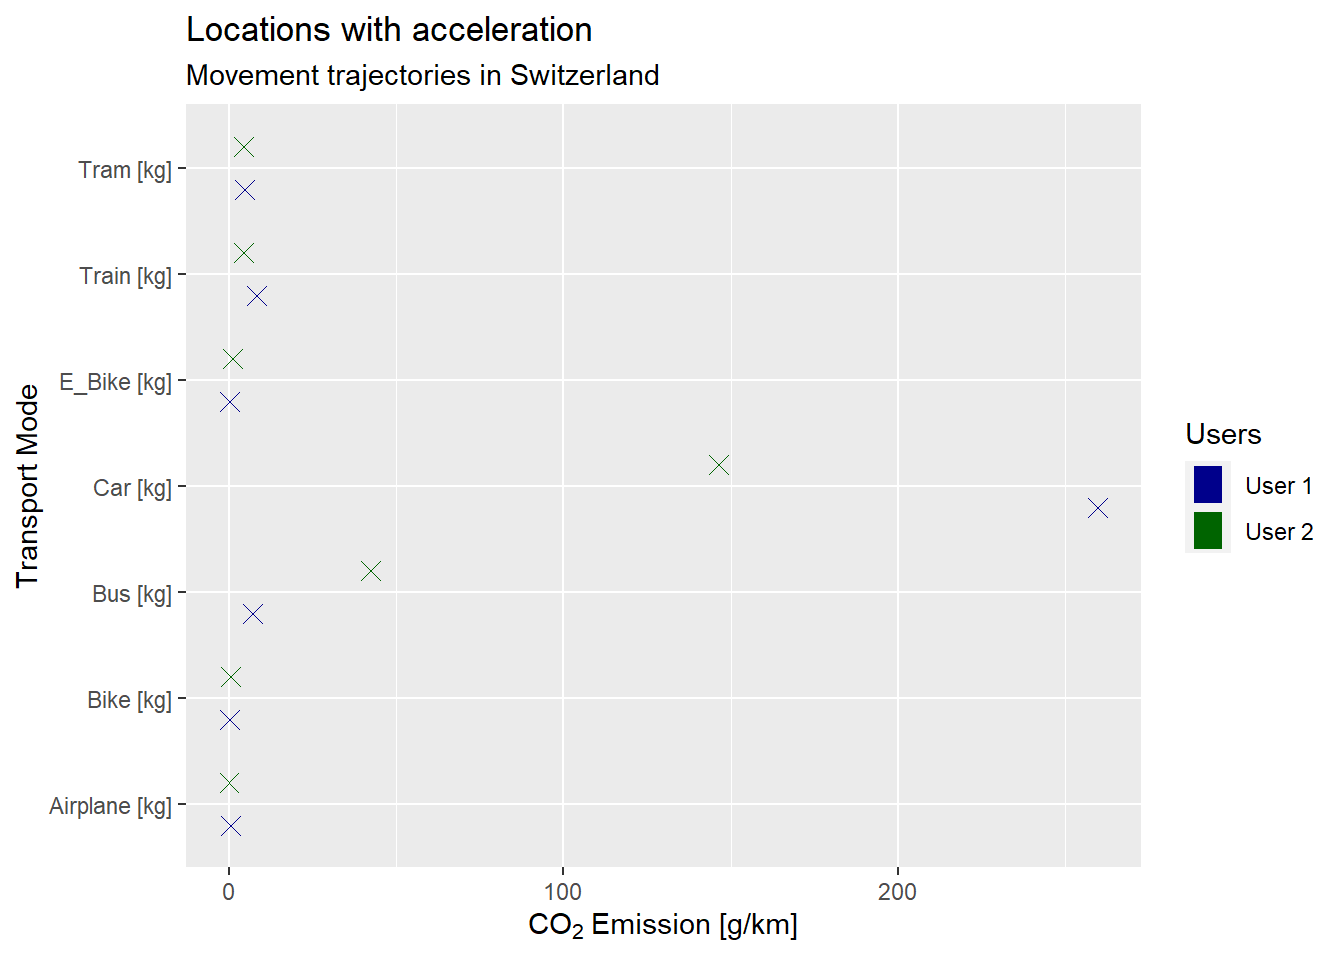 Locations with acceleration
Movement trajectories in Switzerland
Transport Mode
Tram [kg]
Train [kg]
E_Bike [kg]
Car [kg]
Bus [kg]
Bike [kg]
Airplane [kg]
0 100 200
CO₂ Emission [g/km]
Users
User 1
User 2